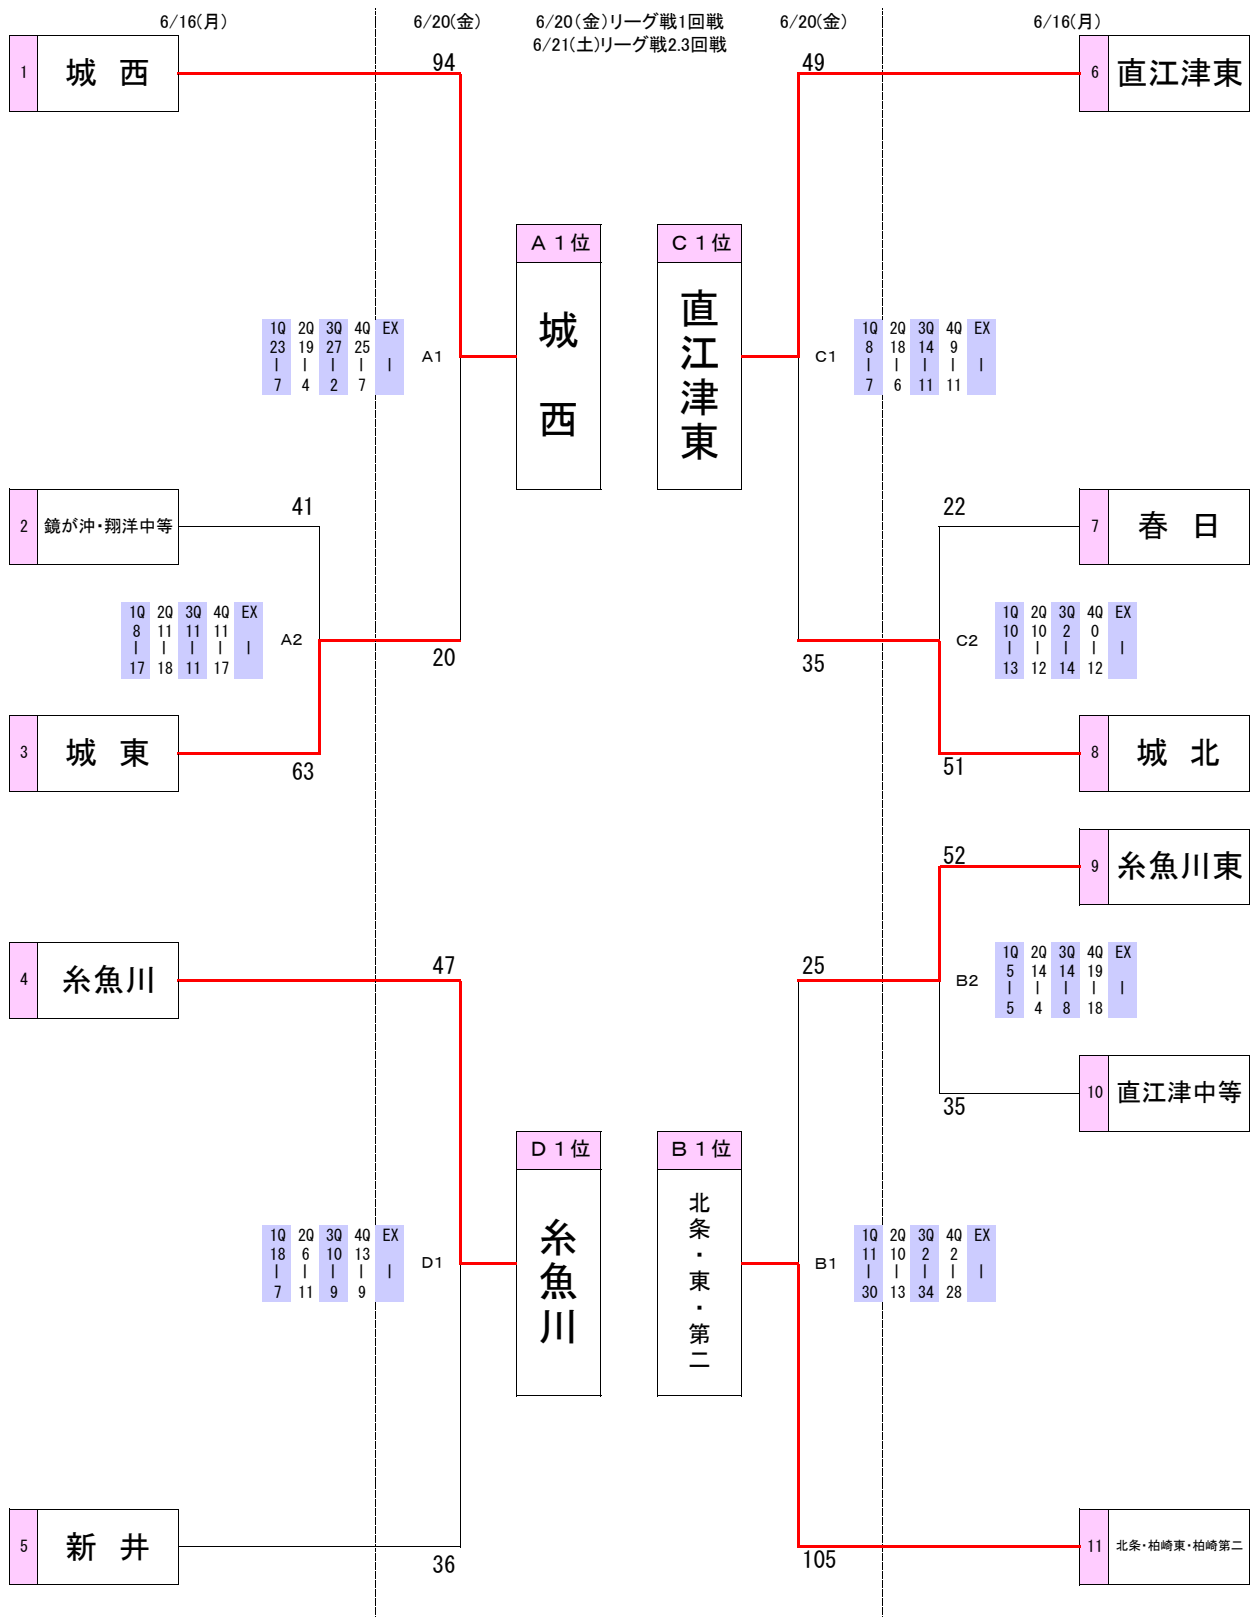 6/16(月)
6/20(金)
6/20(金)リーグ戦1回戦
6/21(土)リーグ戦2.3回戦
6/20(金)
6/16(月)
1 城 西
94
49
6 直江津東
A1位
城西
C1位
直江津東
1Q 2Q 3Q 4Q EX
23 19 27 25
| | | | |
7 4 2 7
A1
C1
1Q 2Q 3Q 4Q EX
8 18 14 9
| | | | |
7 6 11 11
2 鏡が沖・翔洋中等
41
22
7 春 日
1Q 2Q 3Q 4Q EX
8 11 11 11
| | | | |
17 18 11 17
A2
20
35
C2
1Q 2Q 3Q 4Q EX
10 10 2 0
| | | | |
13 12 14 12
3 城 東
63
51
8 城 北
52
9 糸魚川東
4 糸魚川
47
25
B2
1Q 2Q 3Q 4Q EX
5 14 14 19
| | | | |
5 4 8 18
35
10 直江津中等
D1位
糸魚川
B1位
北条・東・第二
1Q 2Q 3Q 4Q EX
18 6 10 13
| | | | |
7 11 9 9
D1
B1
1Q 2Q 3Q 4Q EX
11 10 2 2
| | | | |
30 13 34 28
5 新 井
36
105
11 北条・柏崎東・柏崎第二